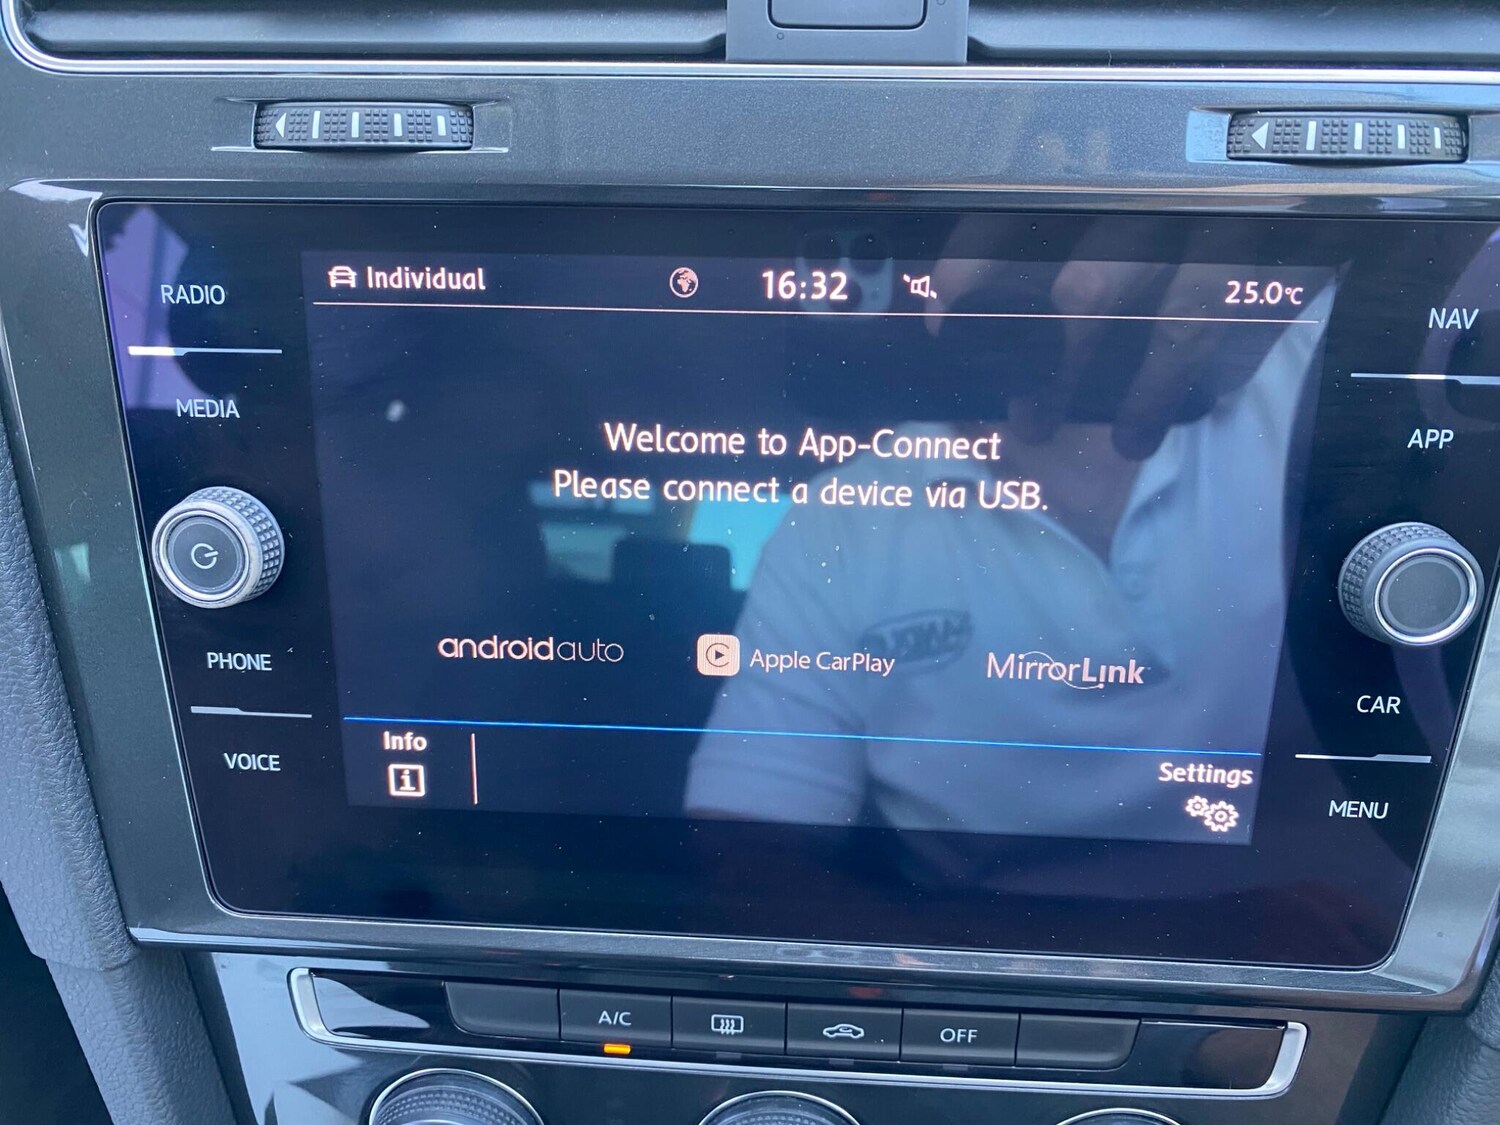 Individual 16:32 25.0°C
RADIO
MEDIA
PHONE
VOICE
Welcome to App-Connect
Please connect a device via USB.
androidauto
Apple CarPlay
MirrorLink
Info
Settings
NAV
APP
CAR
MENU
A/C
OFF